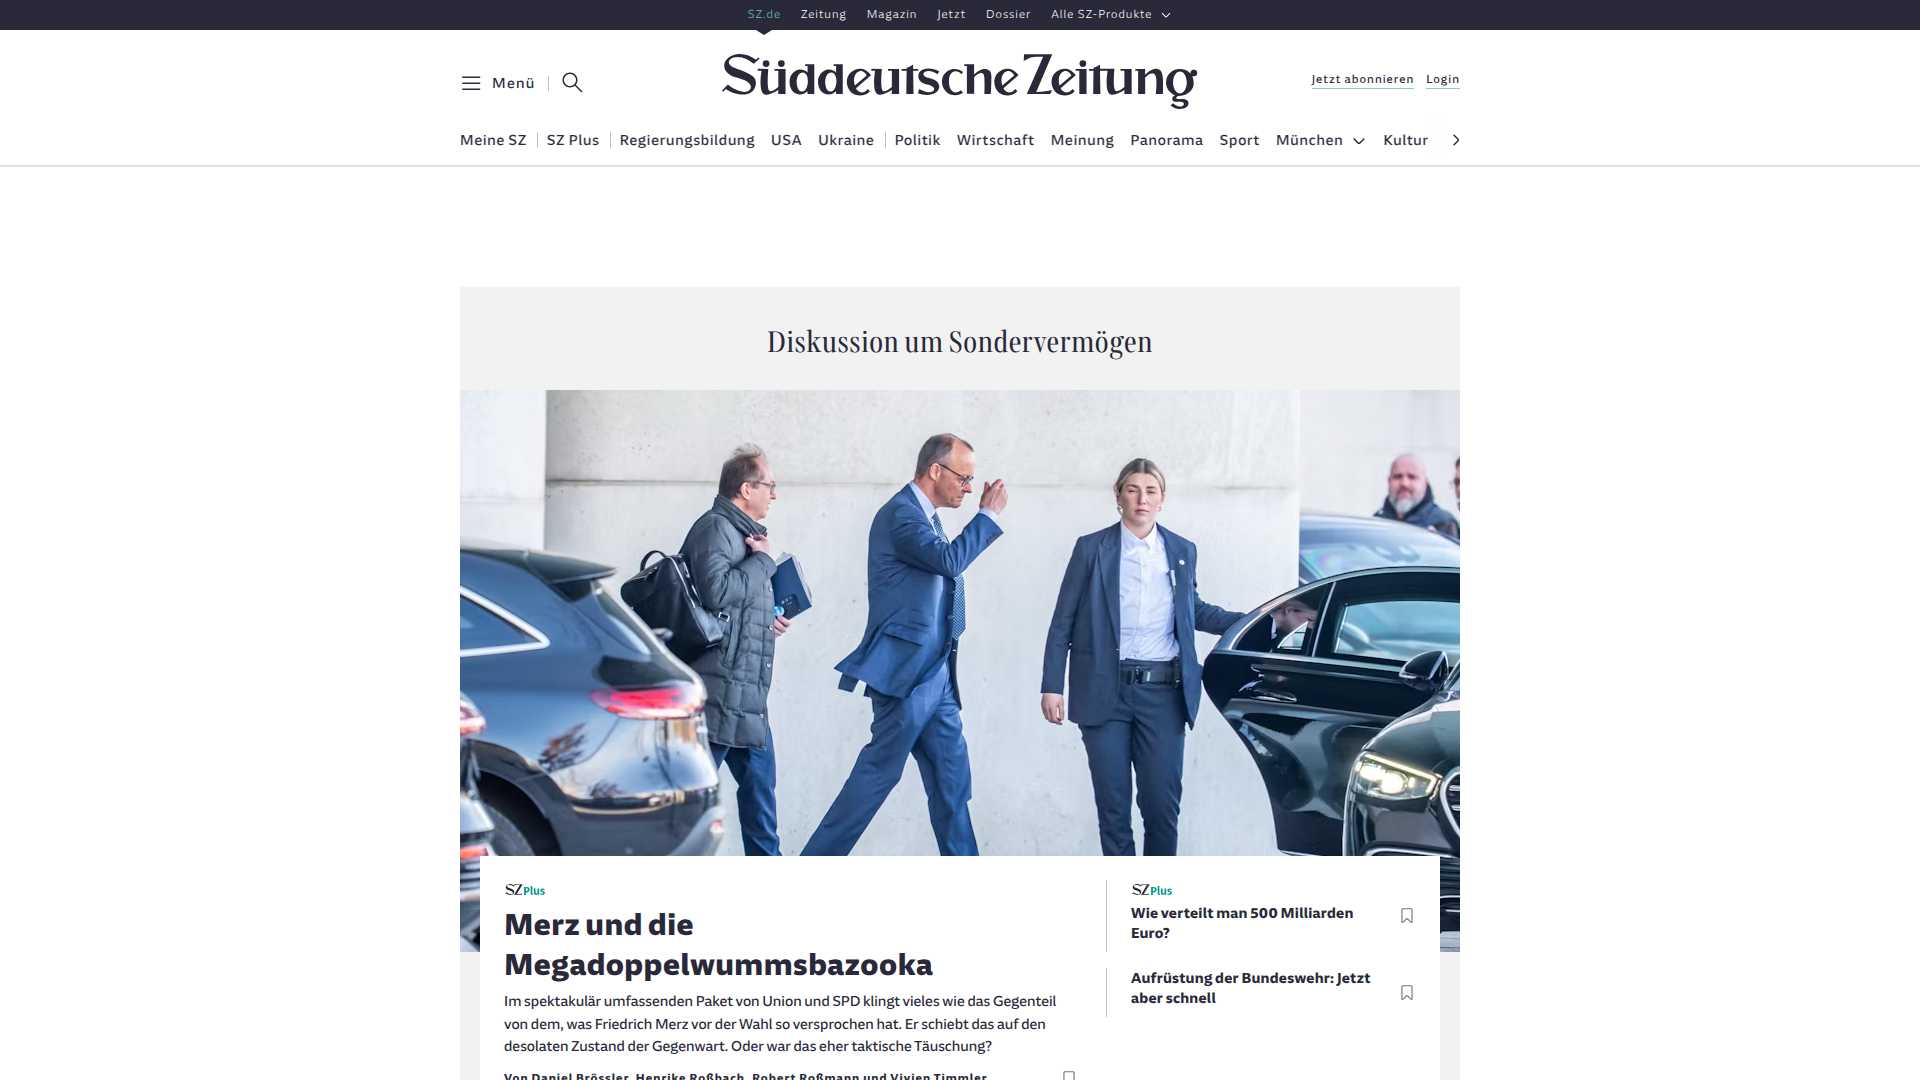 SZ.de Zeitung Magazin Jetzt Dossier Alle SZ-Produkte
Menü
Süddeutsche Zeitung
Jetzt abonnieren Login
Meine SZ SZ Plus Regierungsbildung USA Ukraine Politik Wirtschaft Meinung Panorama Sport München Kultur
Diskussion um Sondervermögen
SZ Plus
Merz und die
Megadoppelwummsbazooka
Im spektakulär umfassenden Paket von Union und SPD klingt vieles wie das Gegenteil
von dem, was Friedrich Merz vor der Wahl so versprochen hat. Er schiebt das auf den
desolaten Zustand der Gegenwart. Oder war das eher taktische Täuschung?
Von Daniel Brössler, Henrike Roßbach, Robert Roßmann und Vivien Timmler
SZ Plus
Wie verteilt man 500 Milliarden
Euro?
Aufrüstung der Bundeswehr: Jetzt
aber schnell